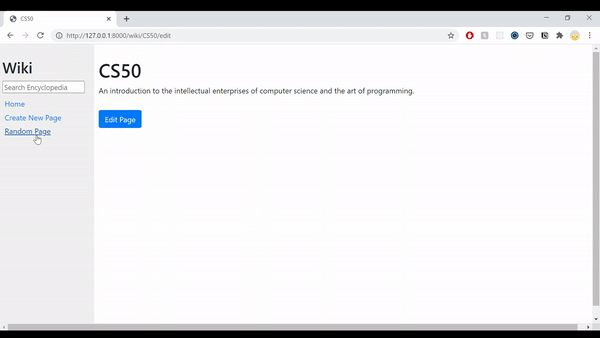 CS50
http://127.0.0.1:8000/wiki/CS50/edit
Wiki
Search Encyclopedia
Home
Create New Page
Random Page
CS50
An introduction to the intellectual enterprises of computer science and the art of programming.
Edit Page